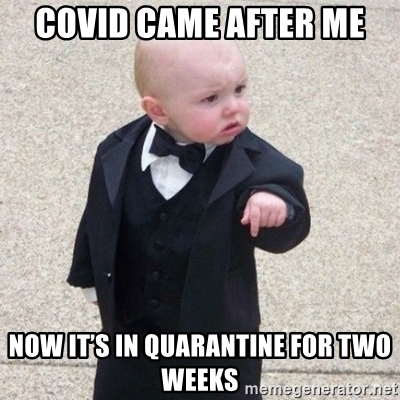 COVID CAME AFTER ME
NOW IT'S IN QUARANTINE FOR TWO
WEEKS
memegenerator.net